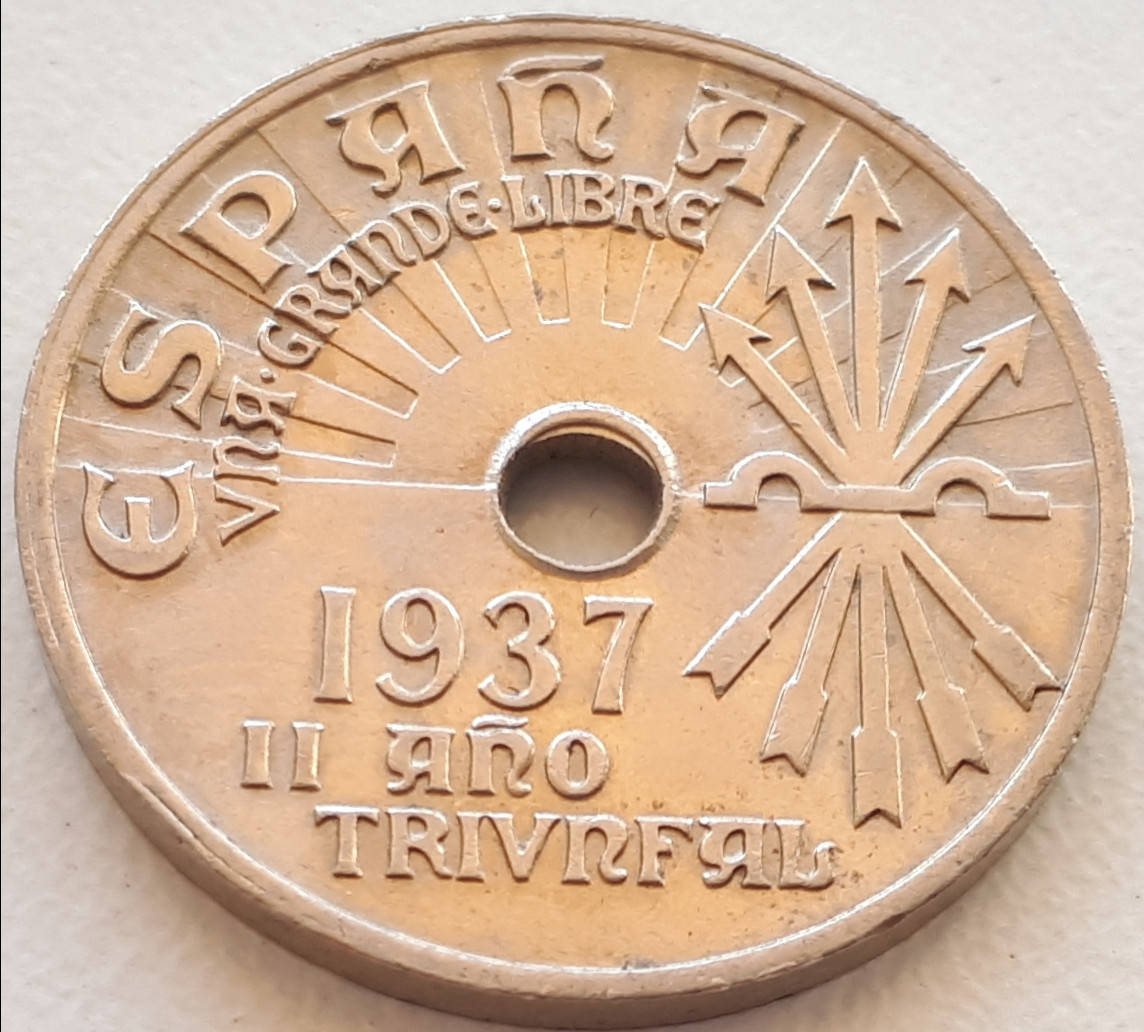 ESPAÑA
VNA·GRANDE·LIBRE
1937
II AÑO
TRIVNFAL